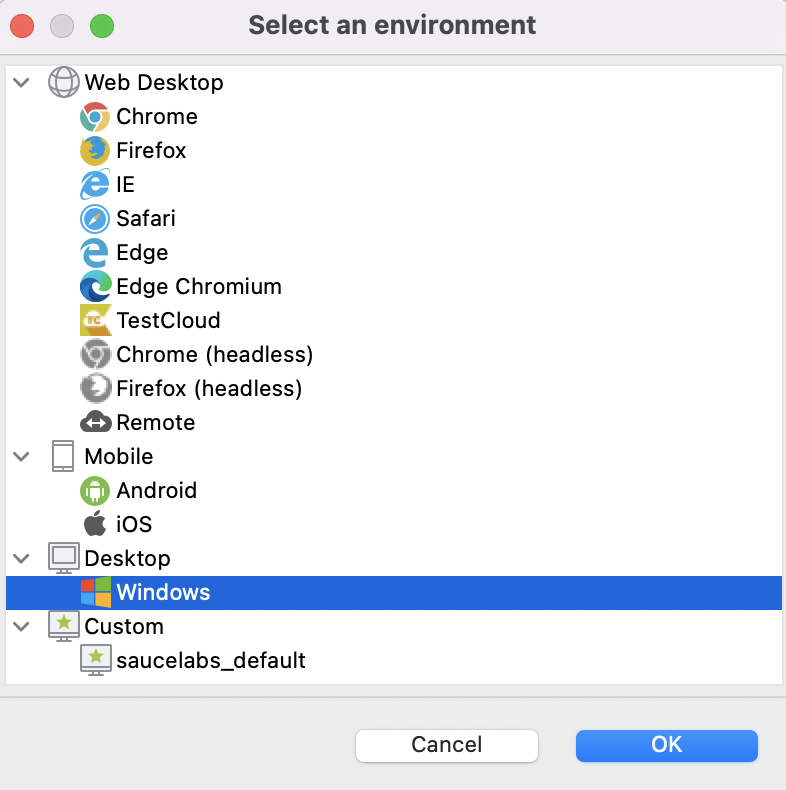 Select an environment
Web Desktop
Chrome
Firefox
IE
Safari
Edge
Edge Chromium
TC TestCloud
Chrome (headless)
Firefox (headless)
Remote
Mobile
Android
iOS
Desktop
Windows
Custom
saucelabs_default
Cancel OK